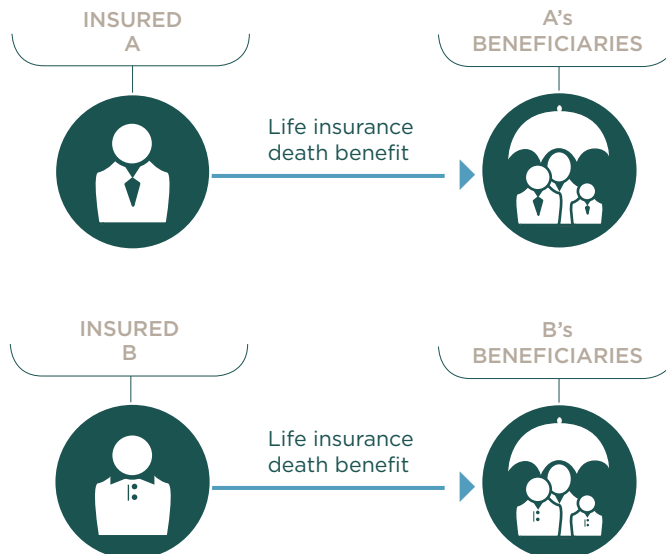 INSURED
A
A's
BENEFICIARIES
Life insurance
death benefit
INSURED
B
B's
BENEFICIARIES
Life insurance
death benefit